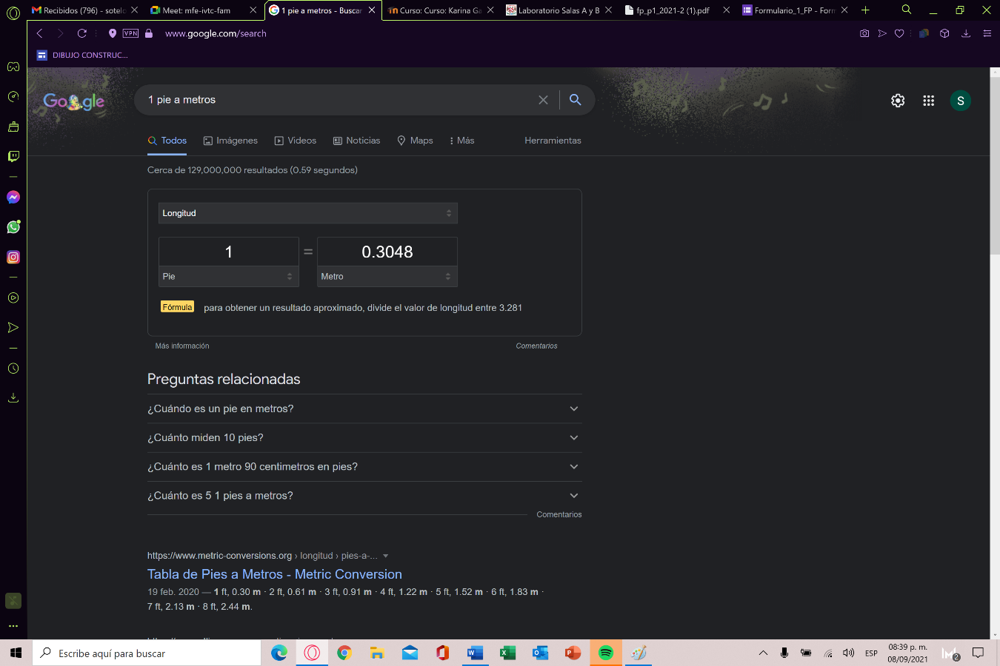 Recibidos (796) - sotelo
Meet: mfe-ivtc-fam
1 pie a metros - Buscar
Curso: Curso: Karina Ga
Laboratorio Salas A y B
fp_p1_2021-2 (1).pdf
Formulario_1_FP - Form
VPN
www.google.com/search
DIBUJO CONSTRUC...
Google
1 pie a metros
S
Todos
Imágenes
Videos
Noticias
Maps
Más
Herramientas
Cerca de 129,000,000 resultados (0.59 segundos)
Longitud
1 = 0.3048
Pie
Metro
Fórmula para obtener un resultado aproximado, divide el valor de longitud entre 3.281
Más información
Comentarios
Preguntas relacionadas
¿Cuándo es un pie en metros?
¿Cuánto miden 10 pies?
¿Cuánto es 1 metro 90 centimetros en pies?
¿Cuánto es 5 1 pies a metros?
Comentarios
https://www.metric-conversions.org › longitud › pies-a-...
Tabla de Pies a Metros - Metric Conversion
19 feb. 2020 — 1 ft, 0.30 m · 2 ft, 0.61 m · 3 ft, 0.91 m · 4 ft, 1.22 m · 5 ft, 1.52 m · 6 ft, 1.83 m ·
7 ft, 2.13 m · 8 ft, 2.44 m.
Escribe aquí para buscar
ESP
08:39 p. m.
08/09/2021
2